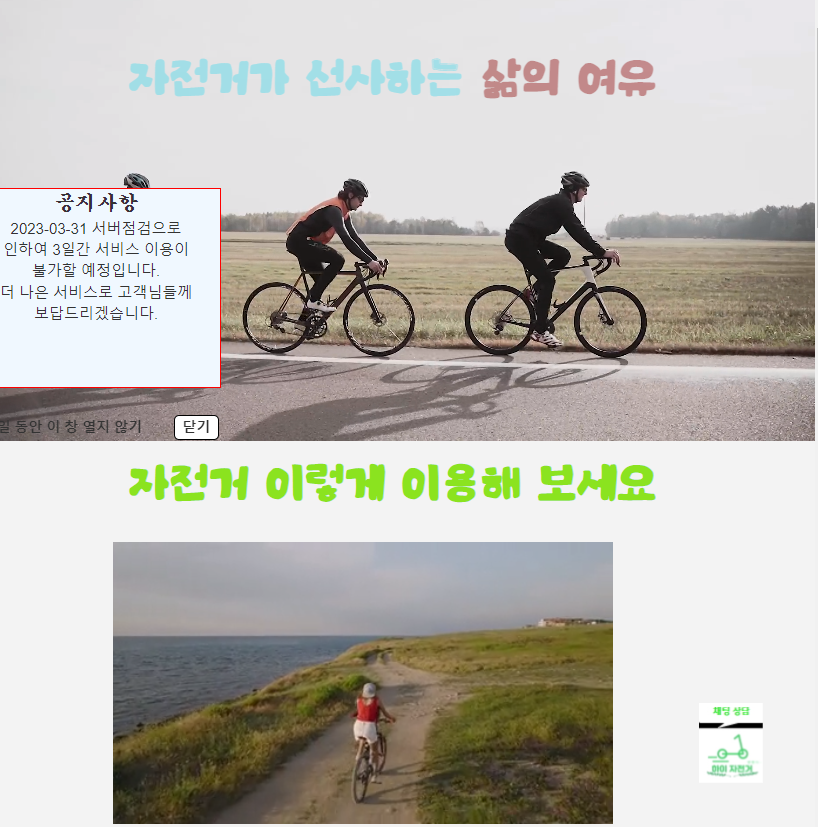 자전거가 선사하는 삶의 여유
공지사항
2023-03-31 서버점검으로
인하여 3일간 서비스 이용이
불가할 예정입니다.
더 나은 서비스로 고객님들께
보답드리겠습니다.
동안 이 창 열지 않기
닫기
자전거 이렇게 이용해 보세요
채팅 상담
마이 자전거